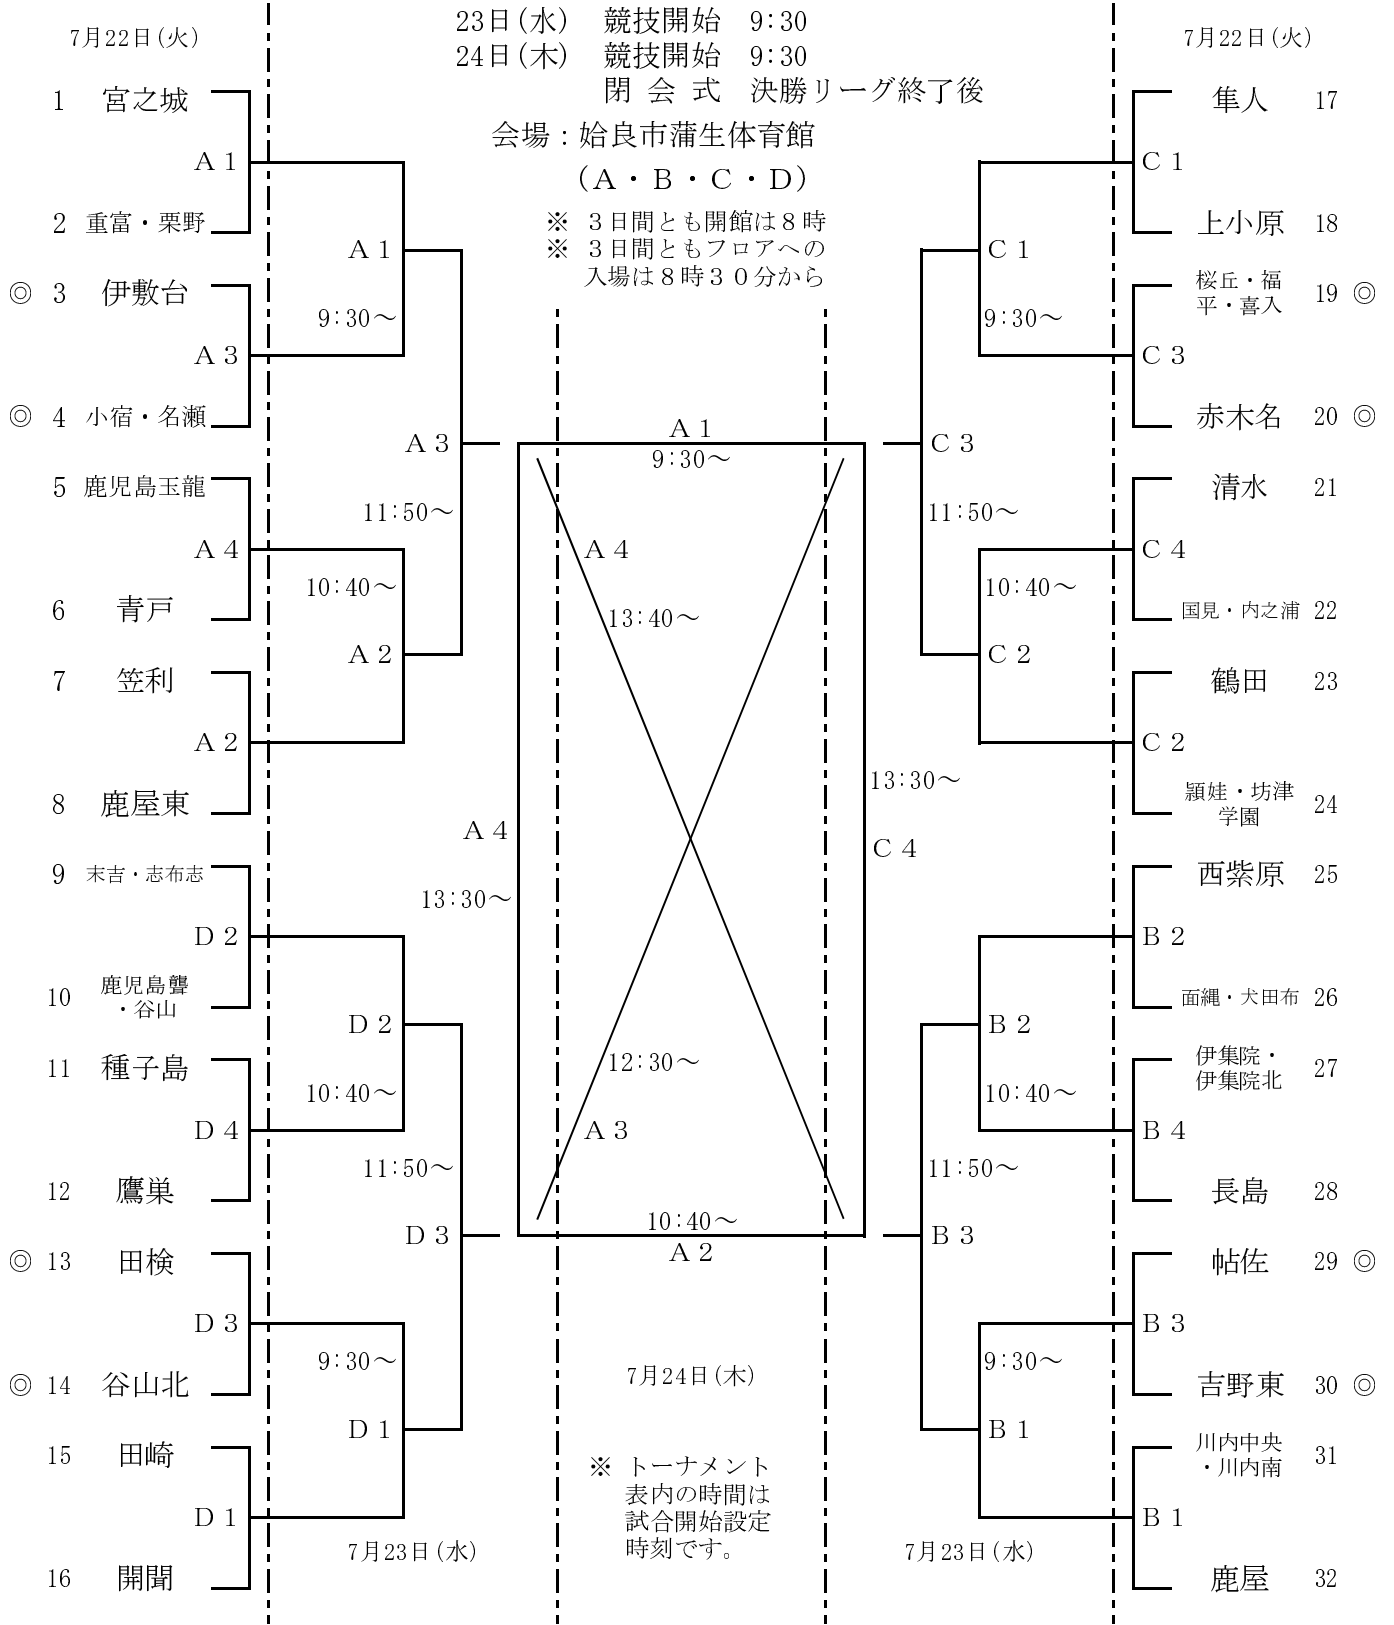 23日(水)　競技開始　9:30
24日(木)　競技開始　9:30
閉 会 式　決勝リーグ終了後
会場：姶良市蒲生体育館
（A・B・C・D）
※　３日間とも開館は８時
※　３日間ともフロアへの
入場は８時３０分から
7月22日(火)
1　宮之城
A 1
2　重富・栗野
◎　3　伊敷台
A 3
◎　4　小宿・名瀬
5　鹿児島玉龍
A 4
6　青戸
7　笠利
A 2
8　鹿屋東
9　末吉・志布志
D 2
10　鹿児島聾
・谷山
11　種子島
D 4
12　鷹巣
◎　13　田検
D 3
◎　14　谷山北
15　田崎
D 1
16　開聞
A 1
9:30～
A 3
11:50～
10:40～
A 2
D 2
10:40～
11:50～
D 3
9:30～
D 1
7月23日(水)
A 4
13:30～
A 1
9:30～
A 4
13:40～
12:30～
A 3
10:40～
A 2
7月24日(木)
※　トーナメント
表内の時間は
試合開始設定
時刻です。
13:30～
C 4
C 1
9:30～
C 3
11:50～
10:40～
C 2
B 2
10:40～
11:50～
B 3
9:30～
B 1
7月23日(水)
7月22日(火)
隼人　17
C 1
上小原　18
桜丘・福
平・喜入　19　◎
C 3
赤木名　20　◎
清水　21
C 4
国見・内之浦　22
鶴田　23
C 2
頴娃・坊津
学園　24
西紫原　25
B 2
面縄・犬田布　26
伊集院・
伊集院北　27
B 4
長島　28
帖佐　29　◎
B 3
吉野東　30　◎
川内中央
・川内南　31
B 1
鹿屋　32